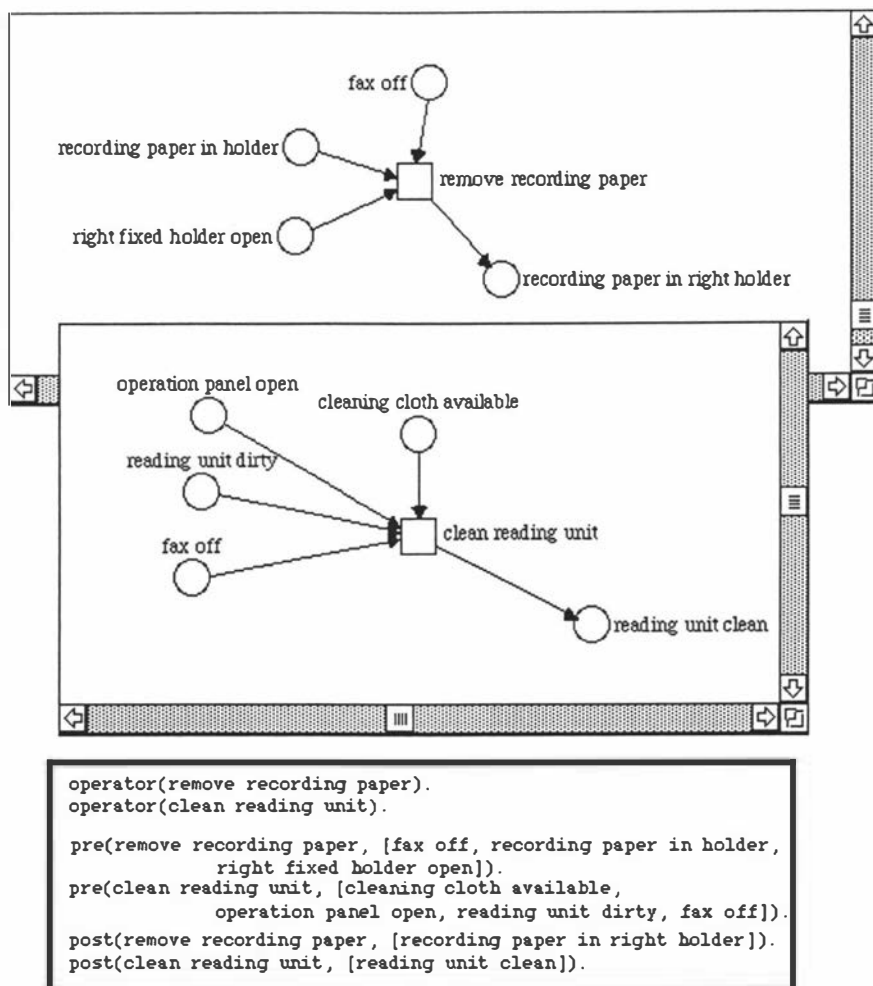 fax off
recording paper in holder
remove recording paper
right fixed holder open
recording paper in right holder
operation panel open
cleaning cloth available
reading unit dirty
clean reading unit
fax off
reading unit clean
operator(remove recording paper).
operator(clean reading unit).
pre(remove recording paper, [fax off, recording paper in holder,
right fixed holder open]).
pre(clean reading unit, [cleaning cloth available,
operation panel open, reading unit dirty, fax off]).
post(remove recording paper, [recording paper in right holder]).
post(clean reading unit, [reading unit clean]).